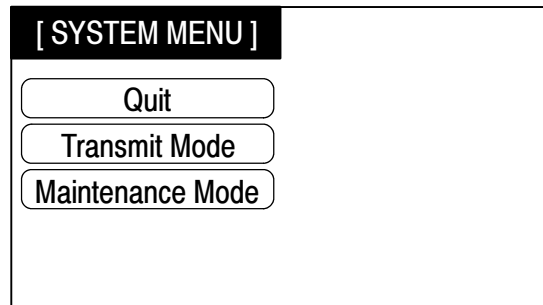 [ SYSTEM MENU ]
Quit
Transmit Mode
Maintenance Mode